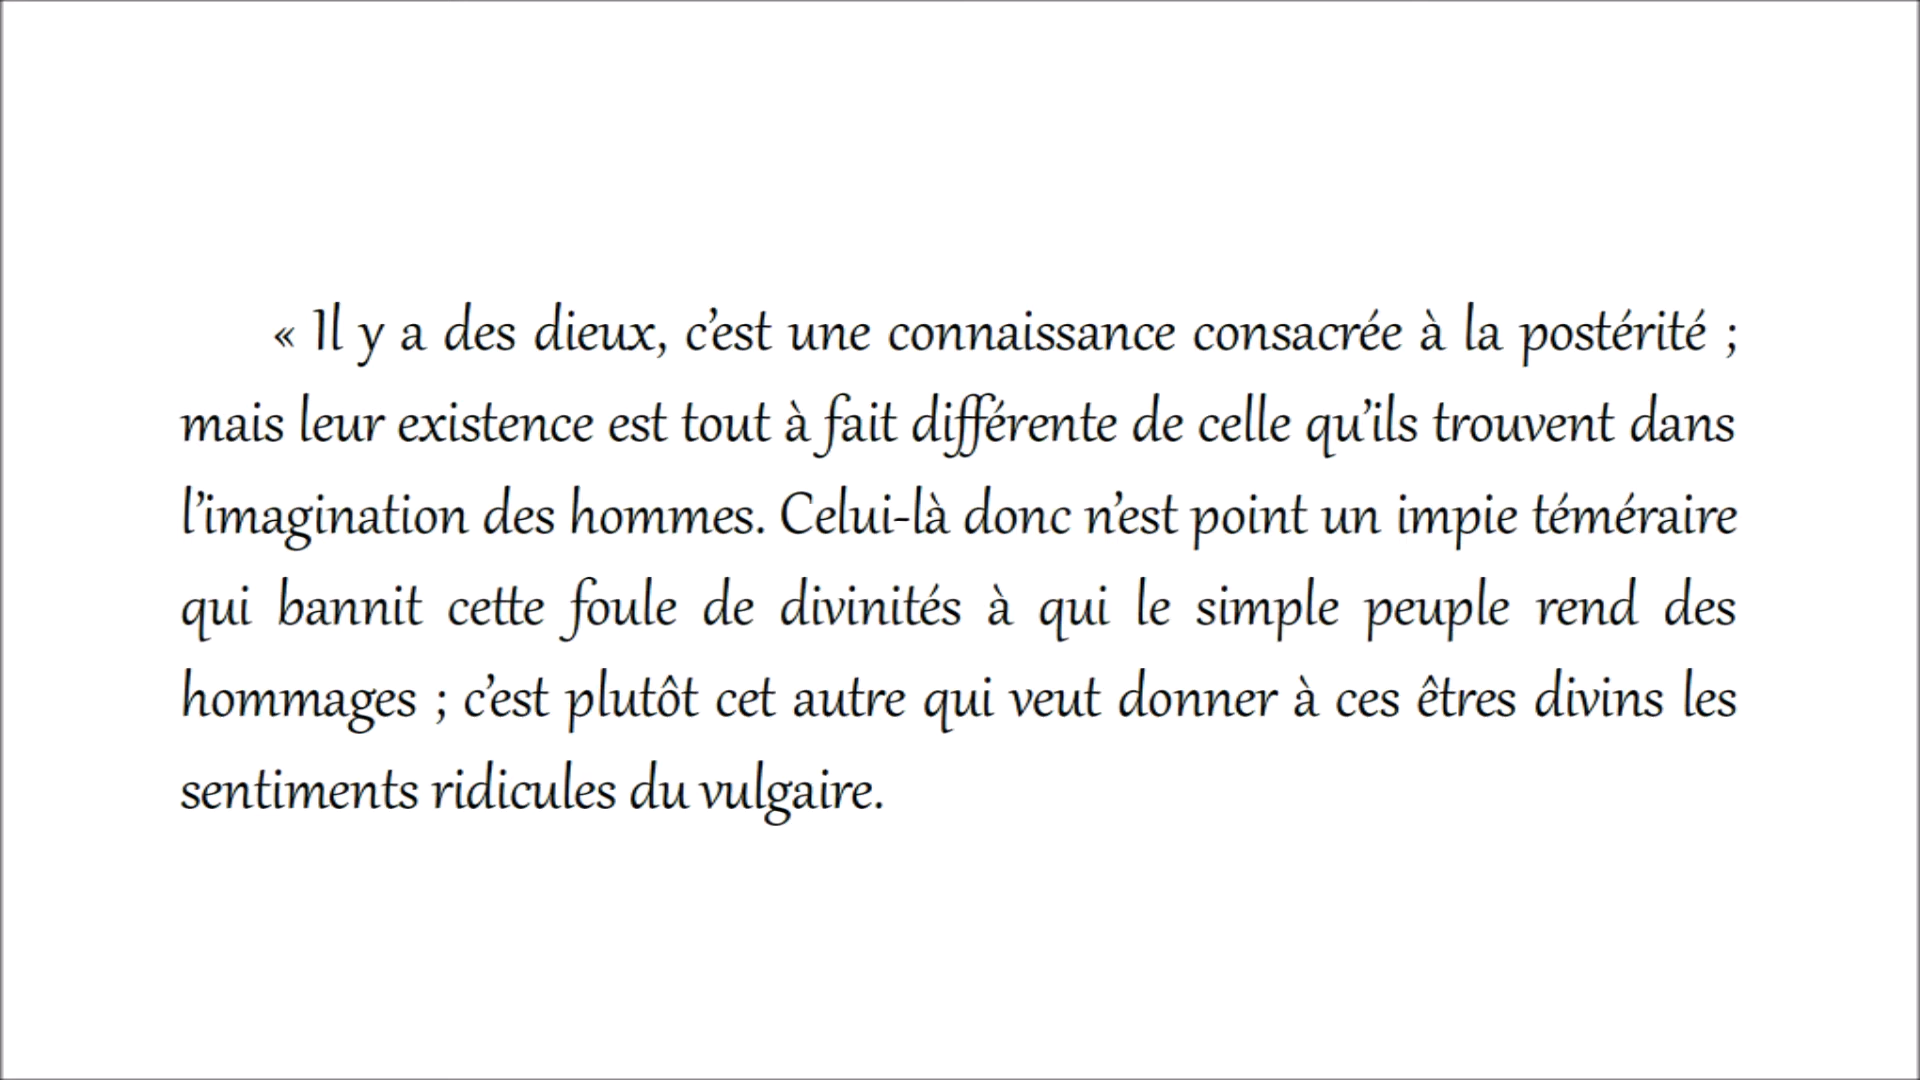 « Il y a des dieux, c’est une connaissance consacrée à la postérité ;
mais leur existence est tout à fait différente de celle qu’ils trouvent dans
l’imagination des hommes. Celui-là donc n’est point un impie téméraire
qui bannit cette foule de divinités à qui le simple peuple rend des
hommages ; c’est plutôt cet autre qui veut donner à ces êtres divins les
sentiments ridicules du vulgaire.